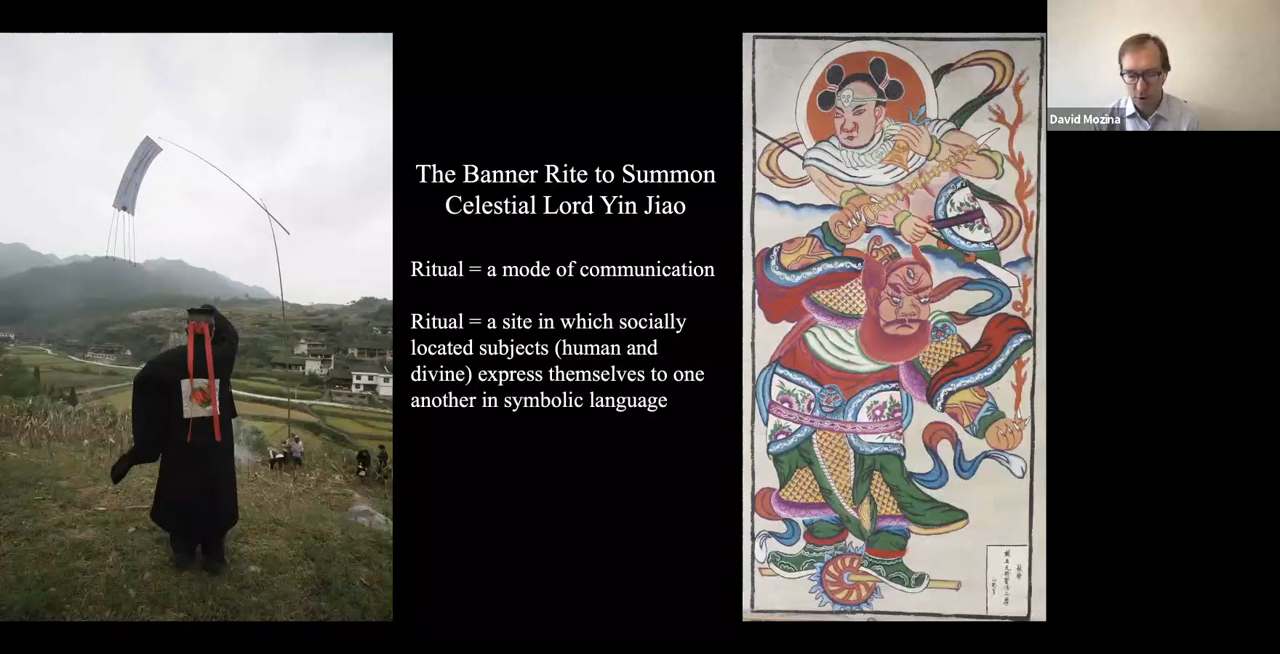 The Banner Rite to Summon
Celestial Lord Yin Jiao
Ritual = a mode of communication
Ritual = a site in which socially
located subjects (human and
divine) express themselves to one
another in symbolic language
David Mozina